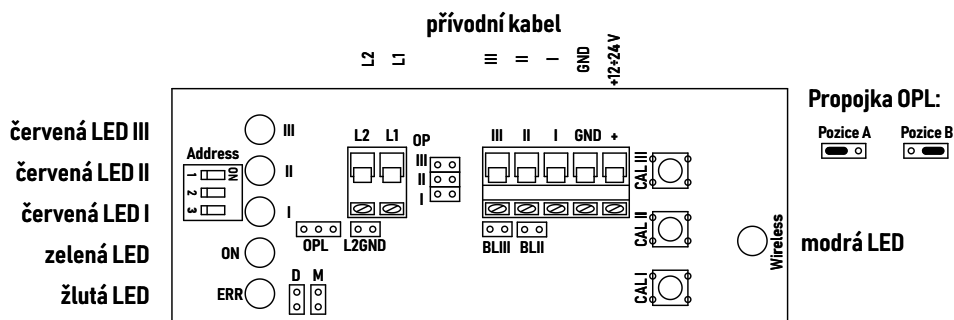 přívodní kabel
L2 L1 III II I GND +12÷24 V
Propojka OPL:
Pozice A Pozice B
červená LED III
červená LED II
červená LED I
zelená LED
žlutá LED
Address
ON
1
2
3
III
II
I
ON
ERR
D M
OPL
L2 L1
L2GND
OP
III
II
I
III II I GND +
BLIII BLII
CAL III
CAL II
CAL I
Wireless
modrá LED